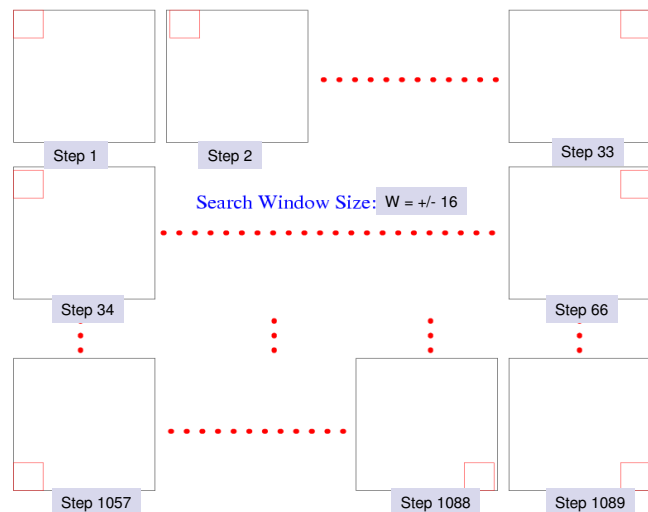 Step 1
Step 2
Step 33
Search Window Size: W = +/- 16
Step 34
Step 66
Step 1057
Step 1088
Step 1089